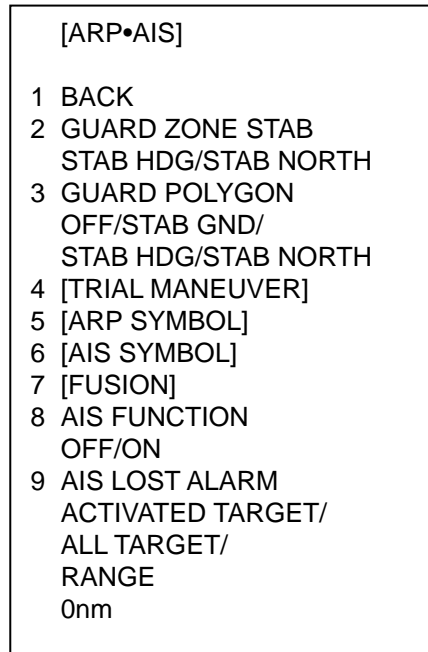 [ARP•AIS]
1 BACK
2 GUARD ZONE STAB
STAB HDG/STAB NORTH
3 GUARD POLYGON
OFF/STAB GND/
STAB HDG/STAB NORTH
4 [TRIAL MANEUVER]
5 [ARP SYMBOL]
6 [AIS SYMBOL]
7 [FUSION]
8 AIS FUNCTION
OFF/ON
9 AIS LOST ALARM
ACTIVATED TARGET/
ALL TARGET/
RANGE
0nm